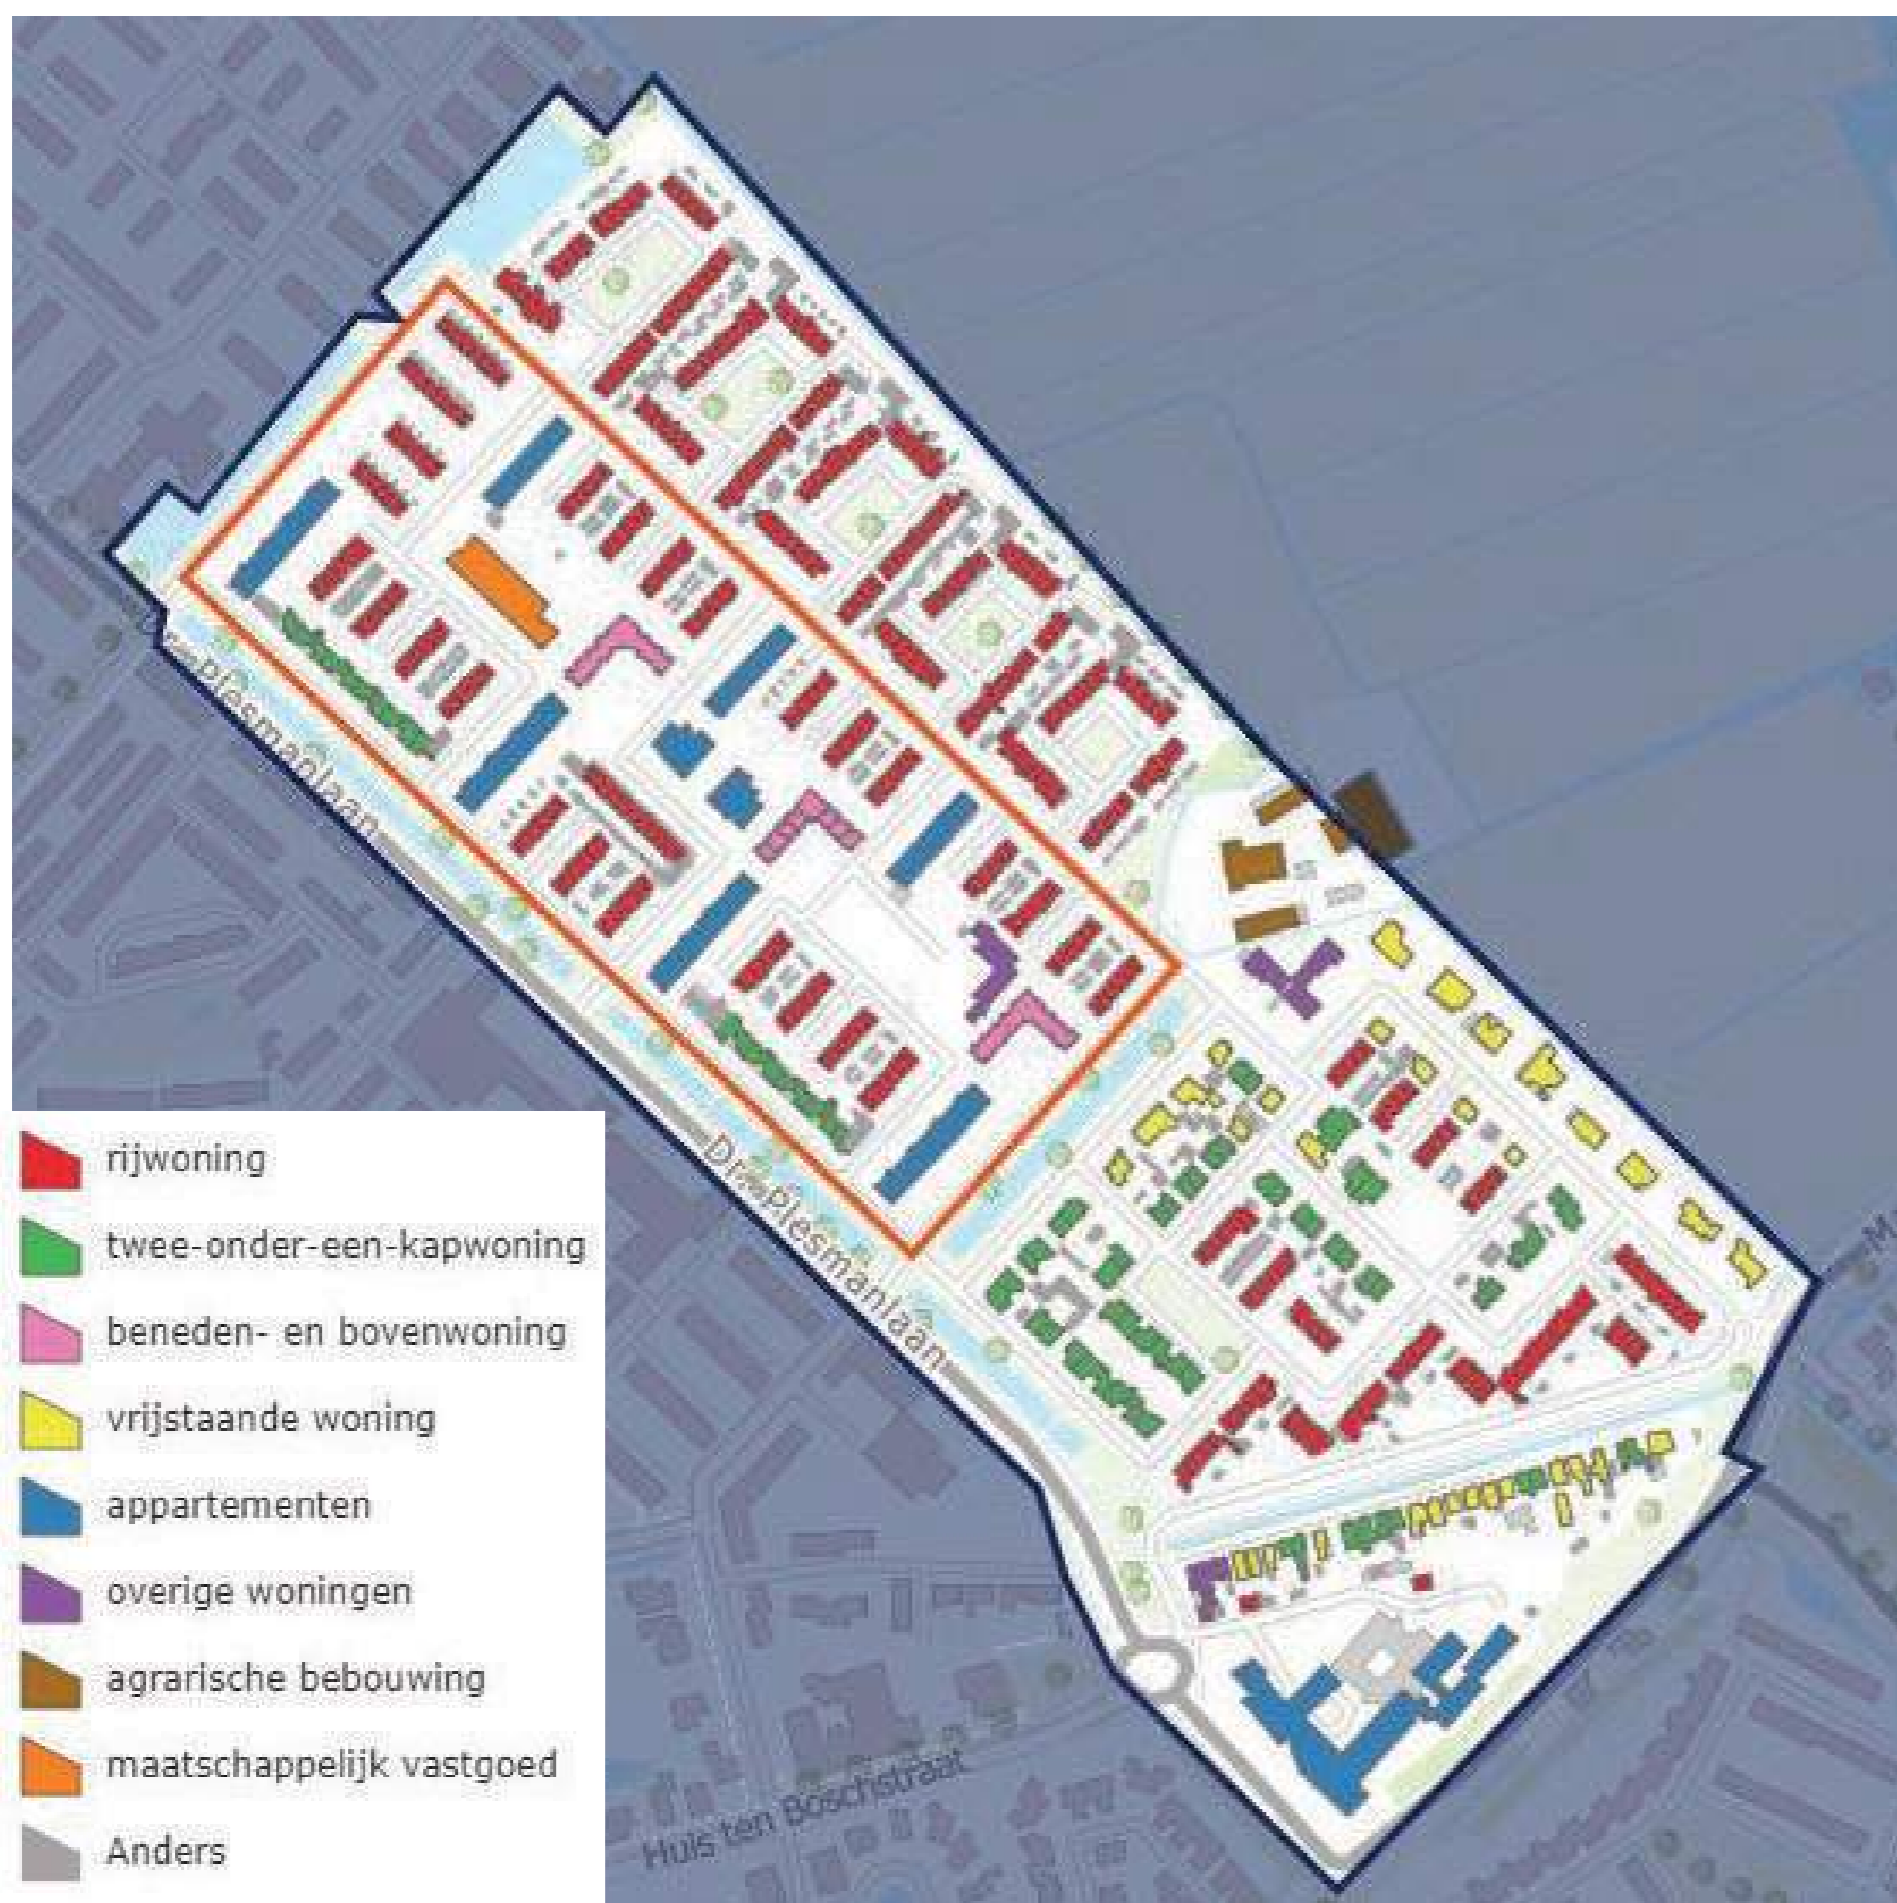 Plesmanlaan
Dr. Plesmanlaan
Huis ten Boschstraat
rijwoning
twee-onder-een-kapwoning
beneden- en bovenwoning
vrijstaande woning
appartementen
overige woningen
agrarische bebouwing
maatschappelijk vastgoed
Anders